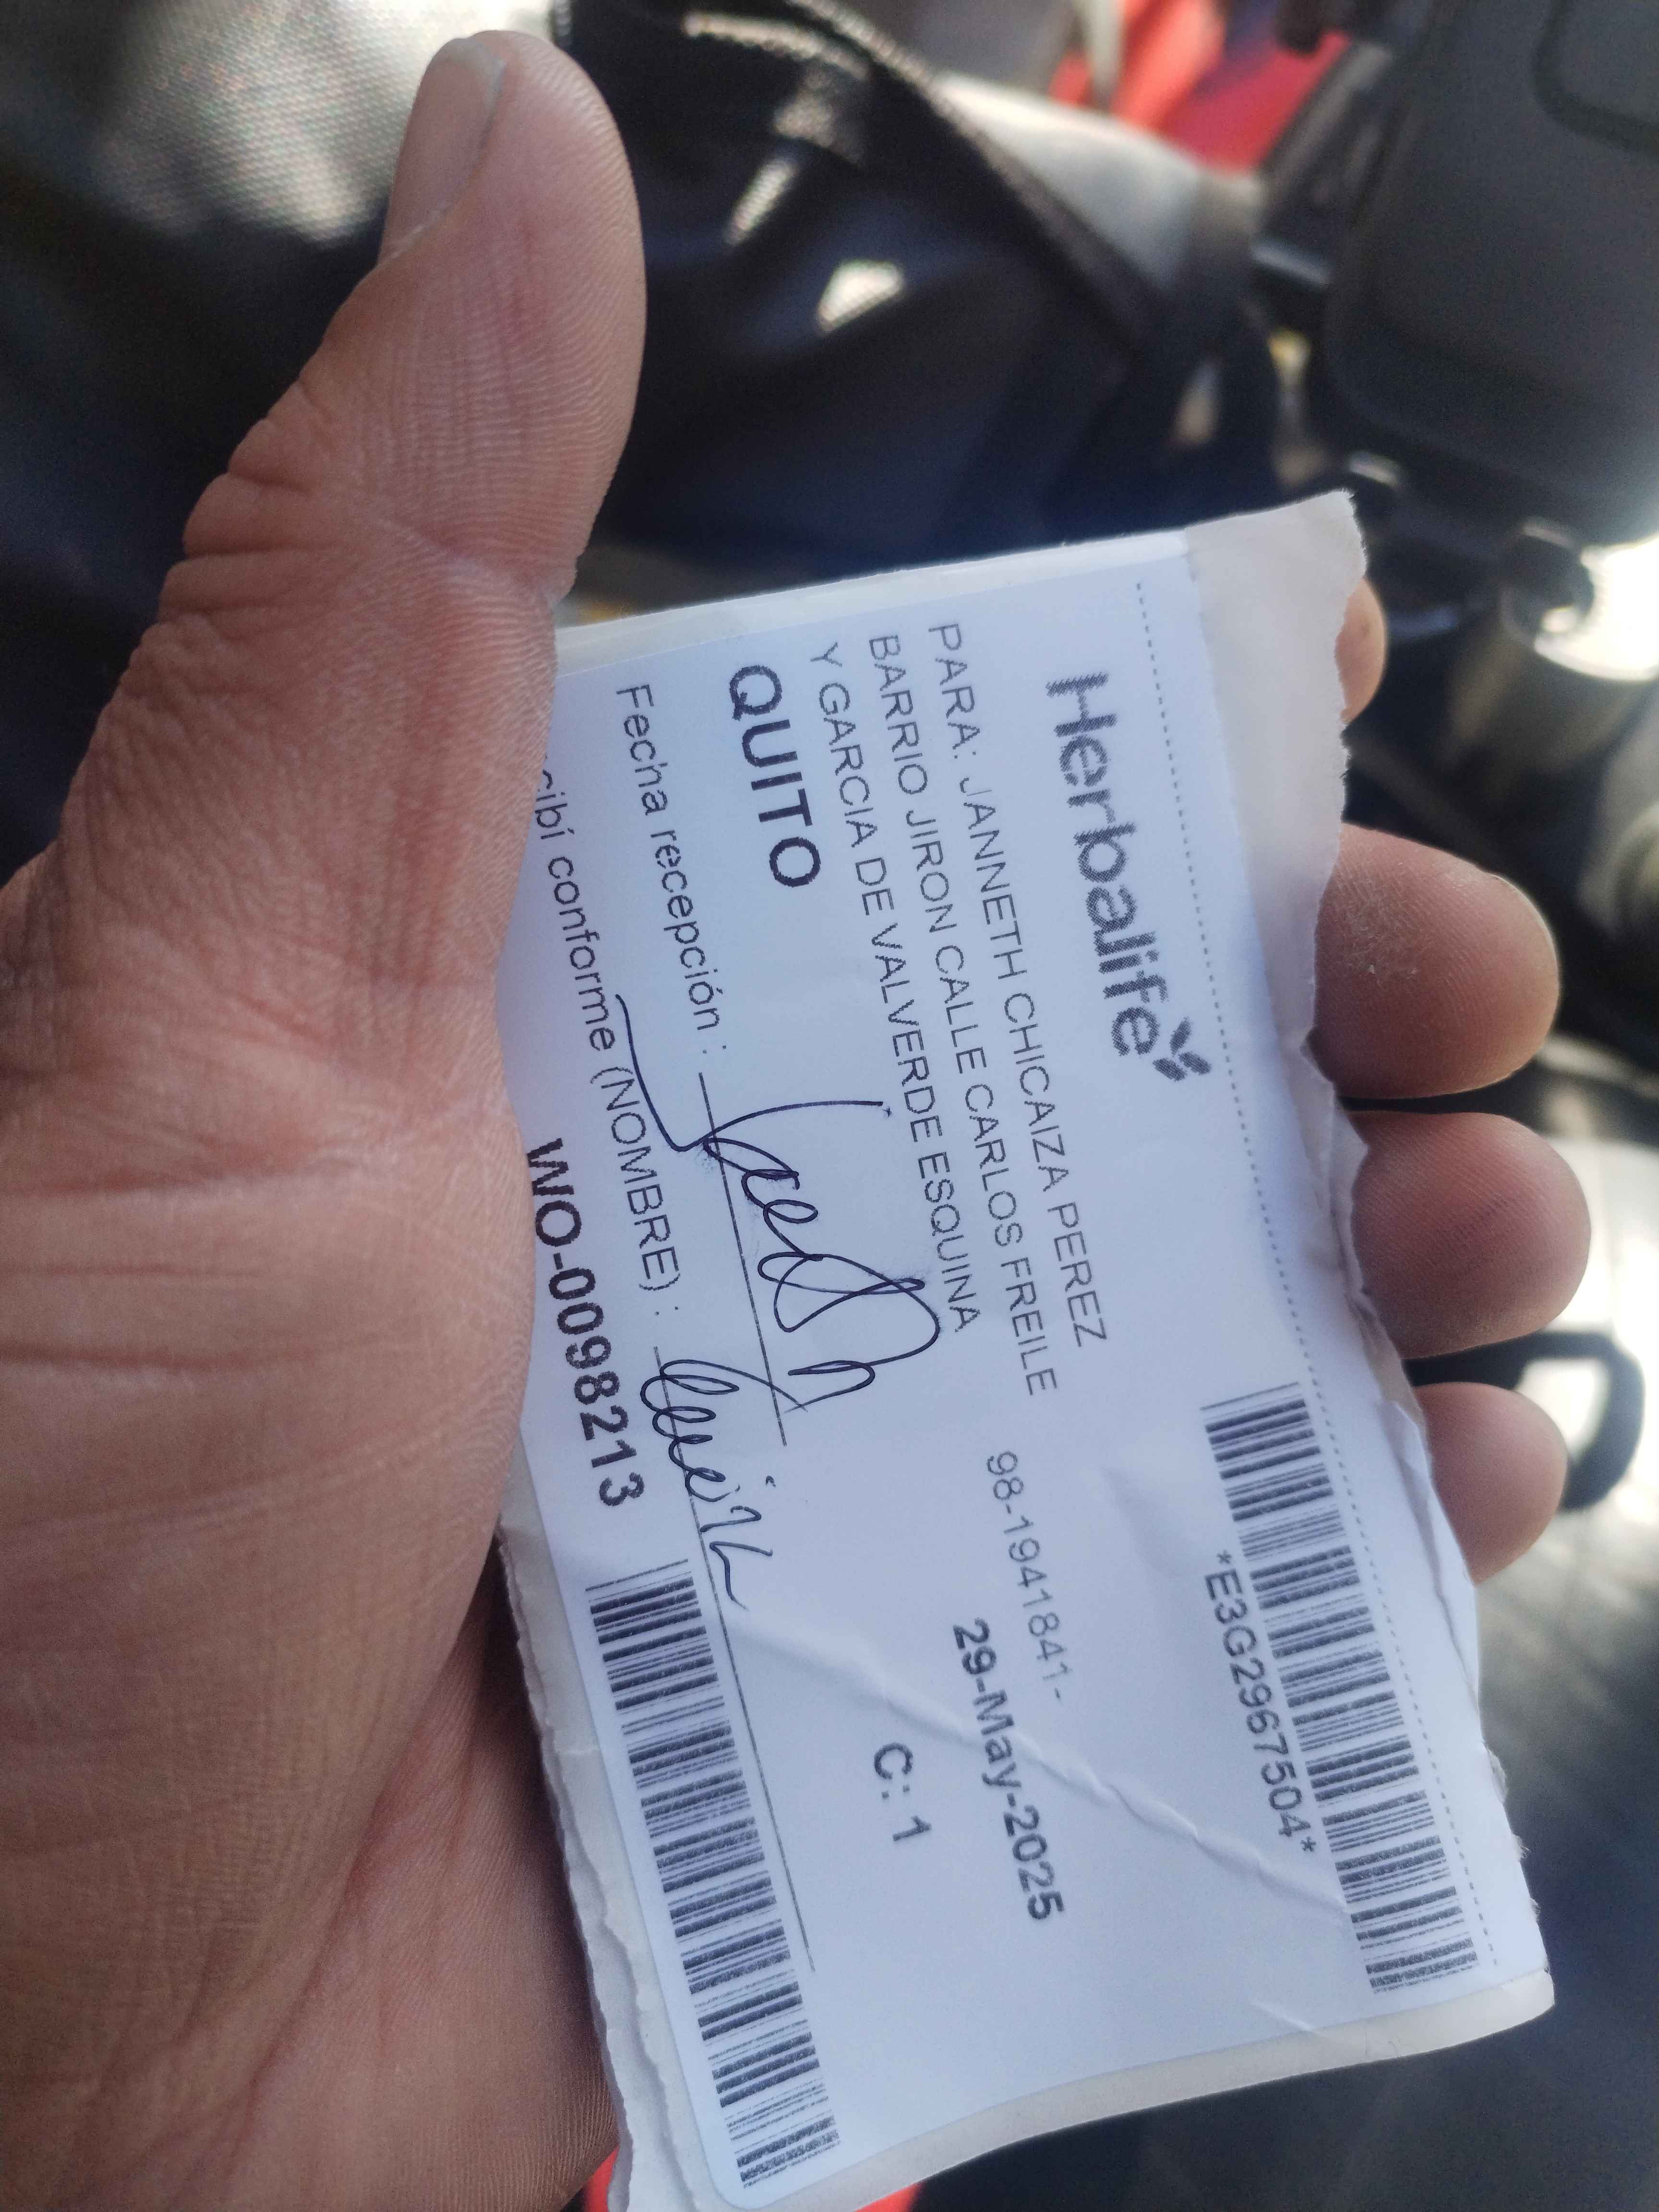 Herbalife
*E3G2967504*
PARA: JANNETH CHICAIZA PEREZ
98-1941841-
BARRIO JIRON CALLE CARLOS FREILE
Y GARCIA DE VALVERDE ESQUINA
29-May-2025
QUITO
C: 1
Fecha recepción :
cibí conforme (NOMBRE) :
WO-0098213